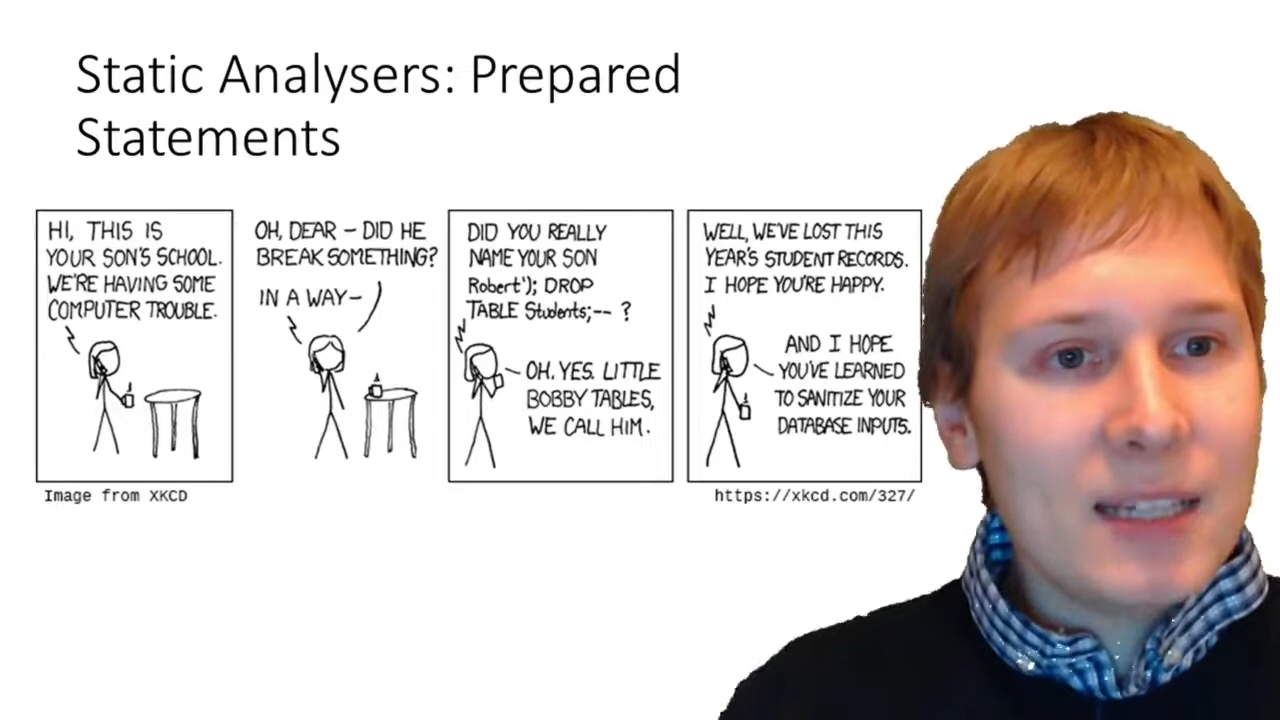 Static Analysers: Prepared
Statements
HI, THIS IS
YOUR SON'S SCHOOL.
WE'RE HAVING SOME
COMPUTER TROUBLE.
OH, DEAR – DID HE
BREAK SOMETHING?
IN A WAY–
DID YOU REALLY
NAME YOUR SON
Robert'); DROP
TABLE Students;-- ?
OH. YES. LITTLE
BOBBY TABLES,
WE CALL HIM.
WELL, WE'VE LOST THIS
YEAR'S STUDENT RECORDS.
I HOPE YOU'RE HAPPY.
AND I HOPE
YOU'VE LEARNED
TO SANITIZE YOUR
DATABASE INPUTS.
Image from XKCD
https://xkcd.com/327/